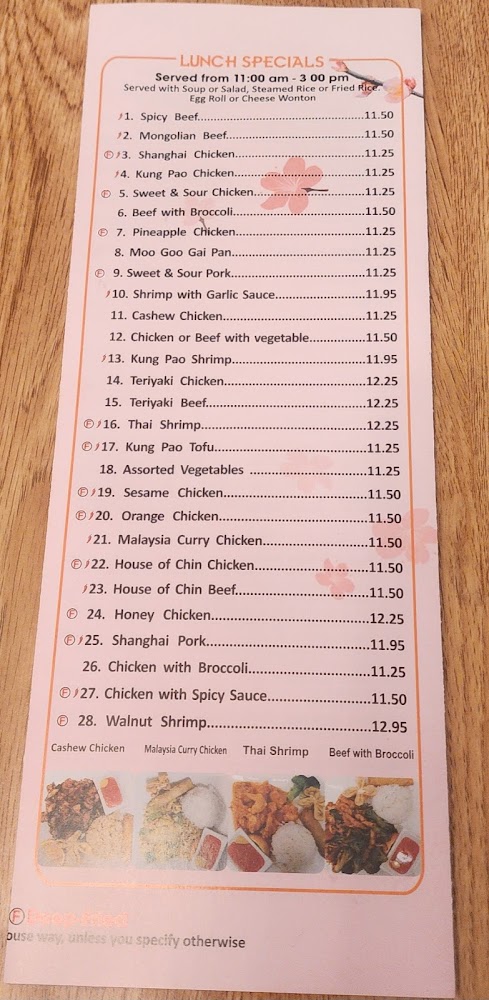 LUNCH SPECIALS
Served from 11:00 am - 3 00 pm
Served with Soup or Salad, Steamed Rice or Fried Rice.
Egg Roll or Cheese Wonton
1. Spicy Beef...11.50
2. Mongolian Beef...11.50
Ⓕ 3. Shanghai Chicken...11.25
4. Kung Pao Chicken...11.25
Ⓕ 5. Sweet & Sour Chicken...11.25
6. Beef with Broccoli...11.50
Ⓕ 7. Pineapple Chicken...11.25
8. Moo Goo Gai Pan...11.25
Ⓕ 9. Sweet & Sour Pork...11.25
10. Shrimp with Garlic Sauce...11.95
11. Cashew Chicken...11.25
12. Chicken or Beef with vegetable...11.50
13. Kung Pao Shrimp...11.95
14. Teriyaki Chicken...12.25
15. Teriyaki Beef...12.25
Ⓕ 16. Thai Shrimp...12.25
Ⓕ 17. Kung Pao Tofu...11.25
18. Assorted Vegetables ...11.25
Ⓕ 19. Sesame Chicken...11.50
Ⓕ 20. Orange Chicken...11.50
21. Malaysia Curry Chicken...11.50
Ⓕ 22. House of Chin Chicken...11.50
23. House of Chin Beef...11.50
Ⓕ 24. Honey Chicken...12.25
Ⓕ 25. Shanghai Pork...11.95
26. Chicken with Broccoli...11.25
Ⓕ 27. Chicken with Spicy Sauce...11.50
Ⓕ 28. Walnut Shrimp...12.95
Cashew Chicken Malaysia Curry Chicken Thai Shrimp Beef with Broccoli
Ⓕ
ouse way, unless you specify otherwise